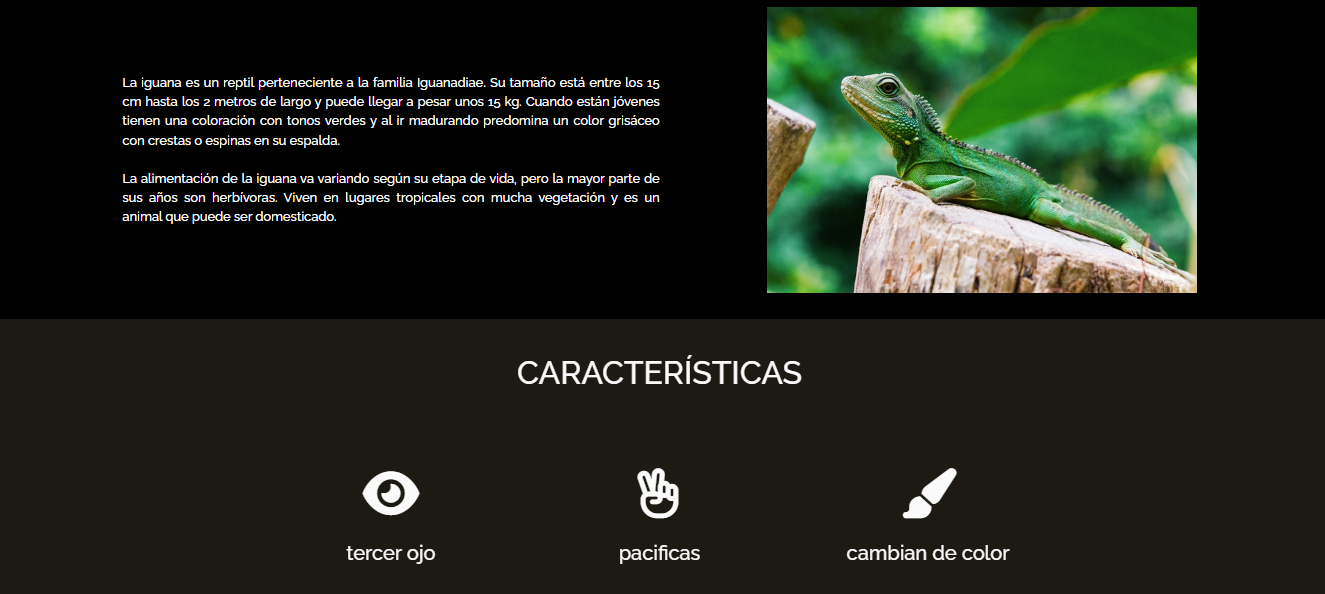 La iguana es un reptil perteneciente a la familia Iguanadiae. Su tamaño está entre los 15
cm hasta los 2 metros de largo y puede llegar a pesar unos 15 kg. Cuando están jóvenes
tienen una coloración con tonos verdes y al ir madurando predomina un color grisáceo
con crestas o espinas en su espalda.
La alimentación de la iguana va variando según su etapa de vida, pero la mayor parte de
sus años son herbívoras. Viven en lugares tropicales con mucha vegetación y es un
animal que puede ser domesticado.
CARACTERÍSTICAS
tercer ojo
pacificas
cambian de color